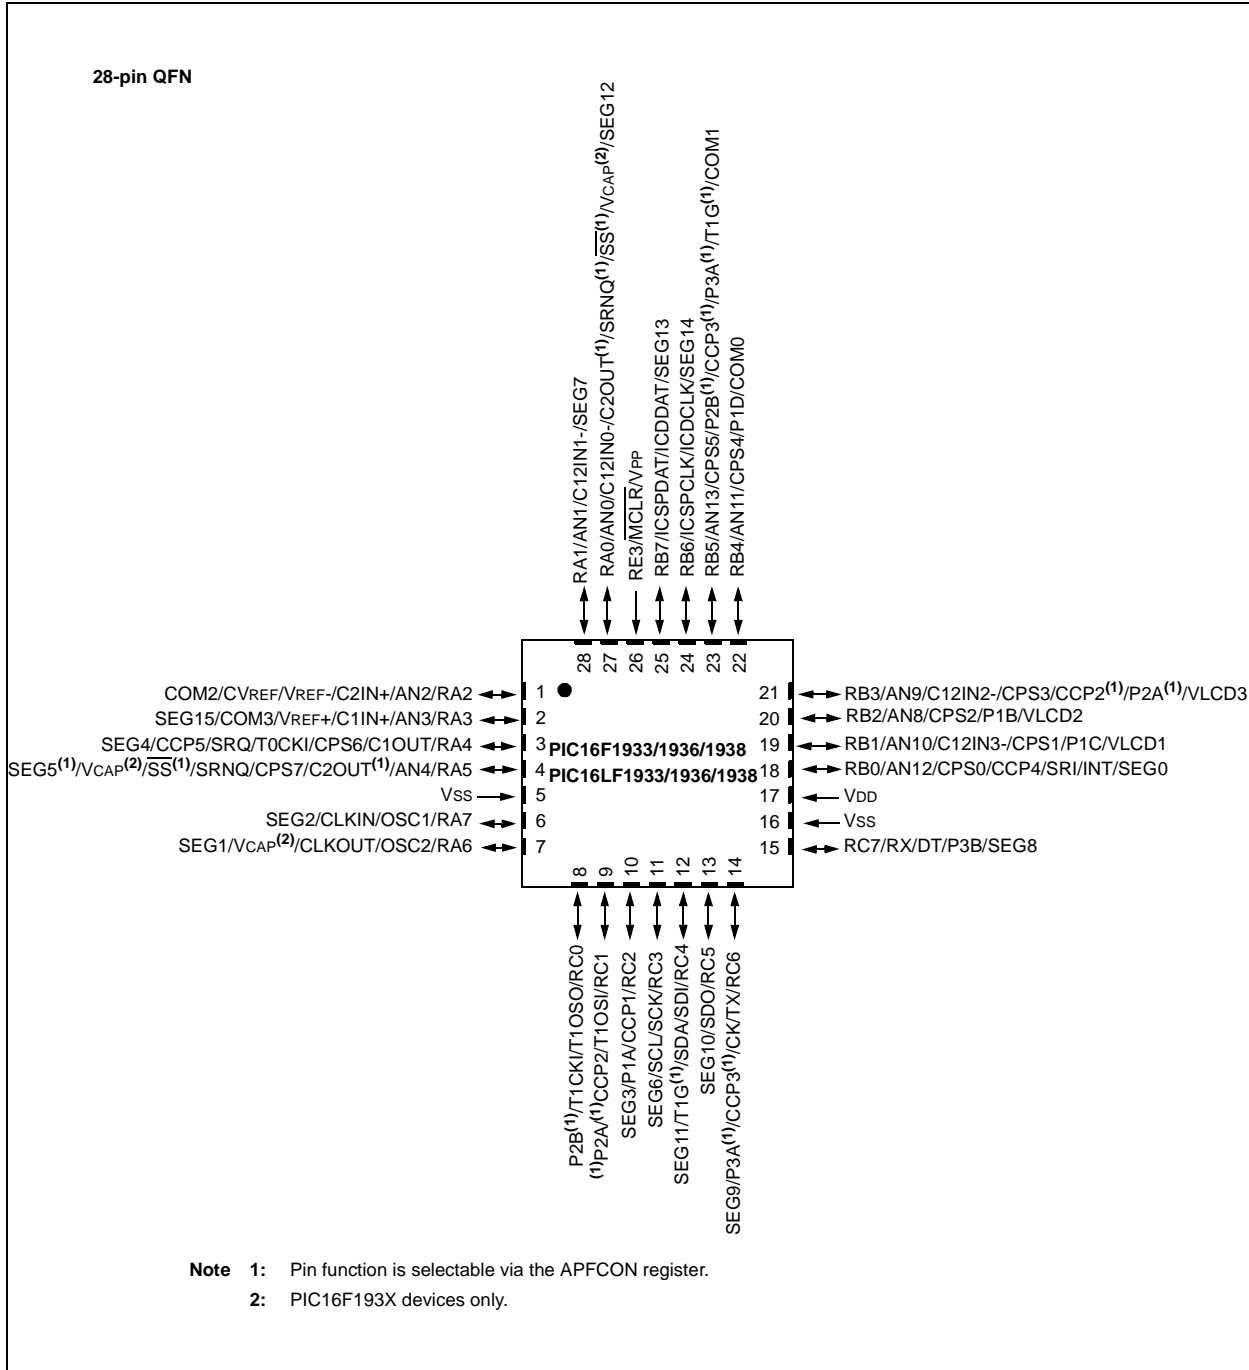 28-pin QFN
RA1/AN1/C12IN1-/SEG7
RA0/AN0/C12IN0-/C2OUT(1)/SRNQ(1)/SS(1)/VCAP(2)/SEG12
RE3/MCLR/VPP
RB7/ICSPDAT/ICDDAT/SEG13
RB6/ICSPCLK/ICDCLK/SEG14
RB5/AN13/CPS5/P2B(1)/CCP3(1)/P3A(1)/T1G(1)/COM1
RB4/AN11/CPS4/P1D/COM0
28 27 26 25 24 23 22
COM2/CVREF/VREF-/C2IN+/AN2/RA2 1
SEG15/COM3/VREF+/C1IN+/AN3/RA3 2
SEG4/CCP5/SRQ/T0CKI/CPS6/C1OUT/RA4 3
SEG5(1)/VCAP(2)/SS(1)/SRNQ/CPS7/C2OUT(1)/AN4/RA5 4
VSS 5
SEG2/CLKIN/OSC1/RA7 6
SEG1/VCAP(2)/CLKOUT/OSC2/RA6 7
PIC16F1933/1936/1938
PIC16LF1933/1936/1938
21 RB3/AN9/C12IN2-/CPS3/CCP2(1)/P2A(1)/VLCD3
20 RB2/AN8/CPS2/P1B/VLCD2
19 RB1/AN10/C12IN3-/CPS1/P1C/VLCD1
18 RB0/AN12/CPS0/CCP4/SRI/INT/SEG0
17 VDD
16 VSS
15 RC7/RX/DT/P3B/SEG8
8 9 10 11 12 13 14
P2B(1)/T1CKI/T1OSO/RC0
(1)P2A/(1)CCP2/T1OSI/RC1
SEG3/P1A/CCP1/RC2
SEG6/SCL/SCK/RC3
SEG11/T1G(1)/SDA/SDI/RC4
SEG10/SDO/RC5
SEG9/P3A(1)/CCP3(1)/CK/TX/RC6
Note 1: Pin function is selectable via the APFCON register.
2: PIC16F193X devices only.